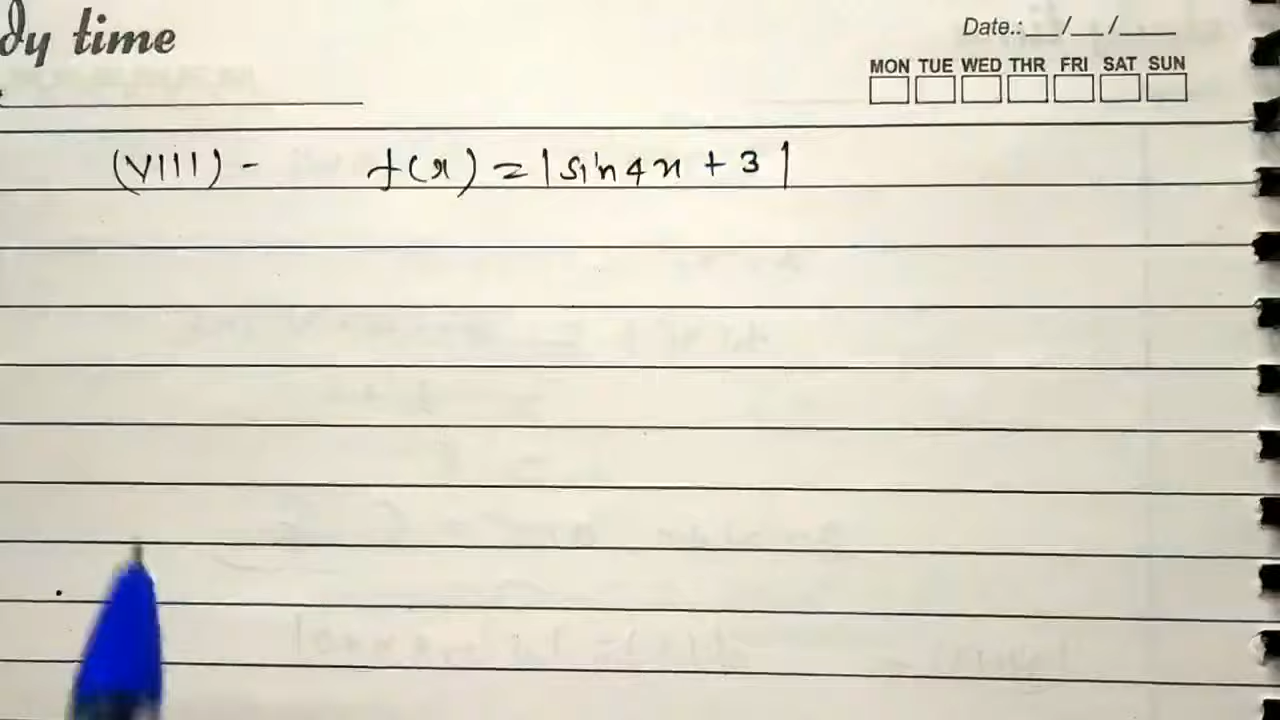 dy time
Date.: __/__/____
MON TUE WED THR FRI SAT SUN
(VIII) - f(x) = |sin4x + 3|